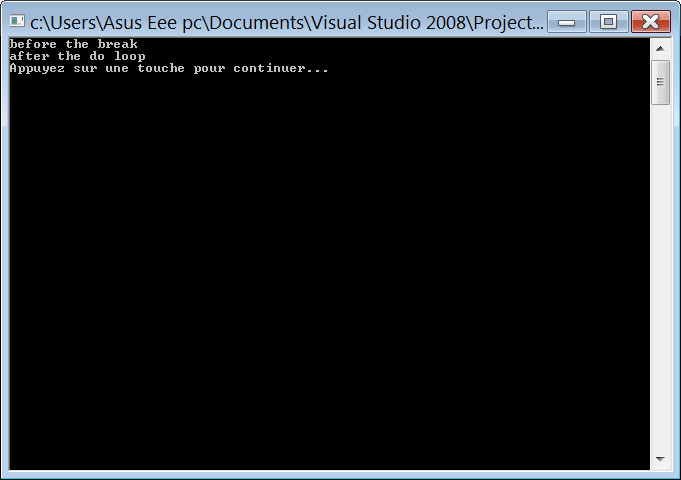 c:\Users\Asus Eee pc\Documents\Visual Studio 2008\Project...
before the break
after the do loop
Appuyez sur une touche pour continuer...